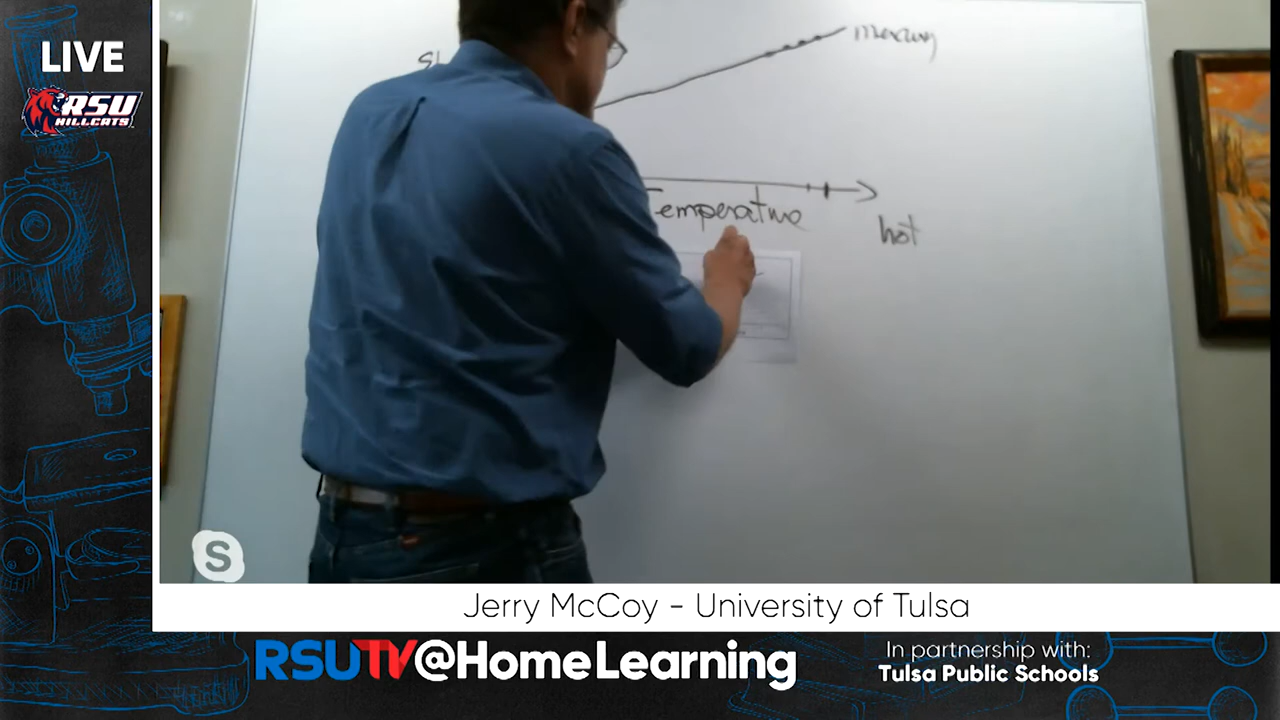 LIVE
RSU
HILLCATS
mercury
Temperature
hot
S
Jerry McCoy - University of Tulsa
RSUTV@HomeLearning
In partnership with:
Tulsa Public Schools